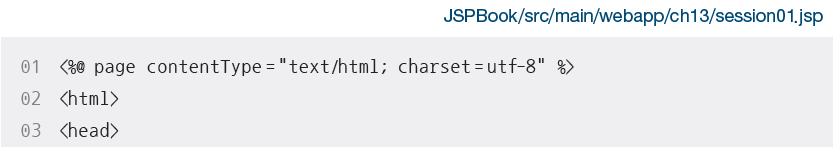 JSPBook/src/main/webapp/ch13/session01.jsp
01 <%@ page contentType="text/html; charset=utf-8" %>
02 <html>
03 <head>